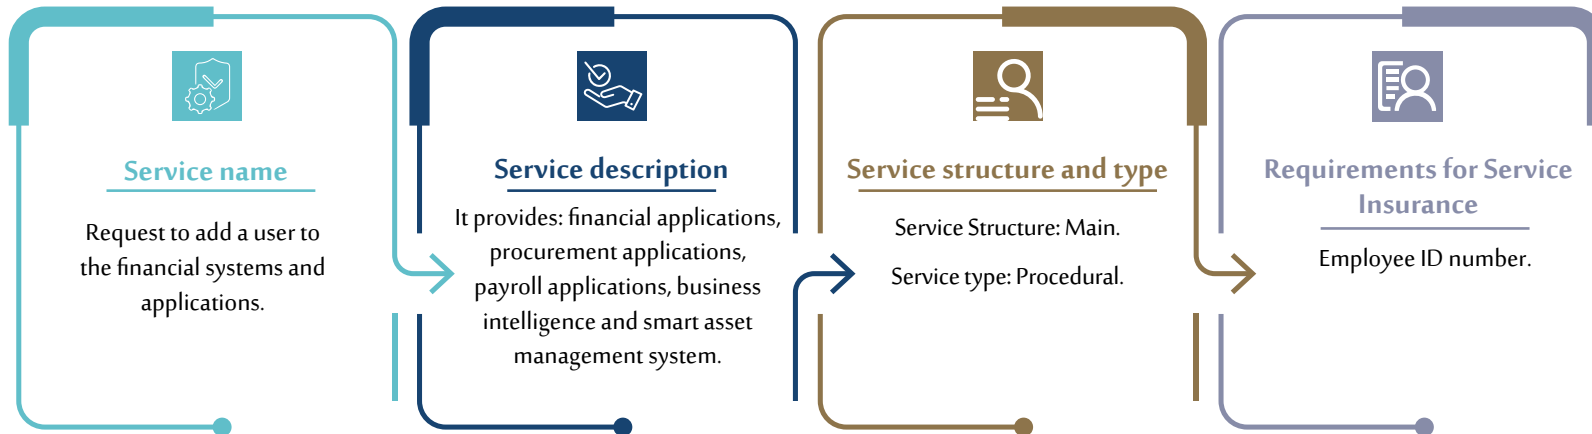 Service name
Request to add a user to
the financial systems and
applications.
Service description
It provides: financial applications,
procurement applications,
payroll applications, business
intelligence and smart asset
management system.
Service structure and type
Service Structure: Main.
Service type: Procedural.
Requirements for Service
Insurance
Employee ID number.